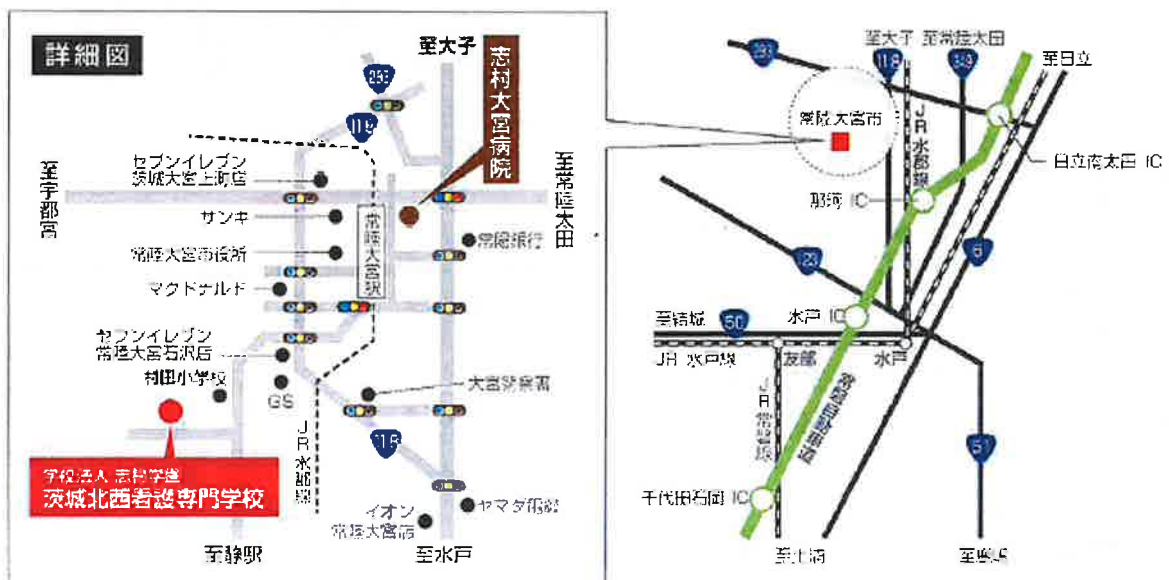 詳細図
至大子
293
118
志村大宮病院
セブンイレブン
茨城大宮上町店
至宇都宮
サンキ
常陸大宮駅
至常陸太田
常陸大宮市役所
常陽銀行
マクドナルド
セブンイレブン
常陸大宮石沢店
村田小学校
GS
大宮警察署
118
JR水郡線
学校法人 志村学園
茨城北西看護専門学校
ヤマダ電機
イオン
常陸大宮店
至静駅
至水戸
至大子
至常陸太田
至日立
293
118
349
常陸大宮市
JR水郡線
日立南太田 IC
那珂 IC
123
6
水戸 IC
至結城
50
JR 水戸線
友部
水戸
JR常磐線
常磐自動車道
51
千代田石岡 IC
至土浦